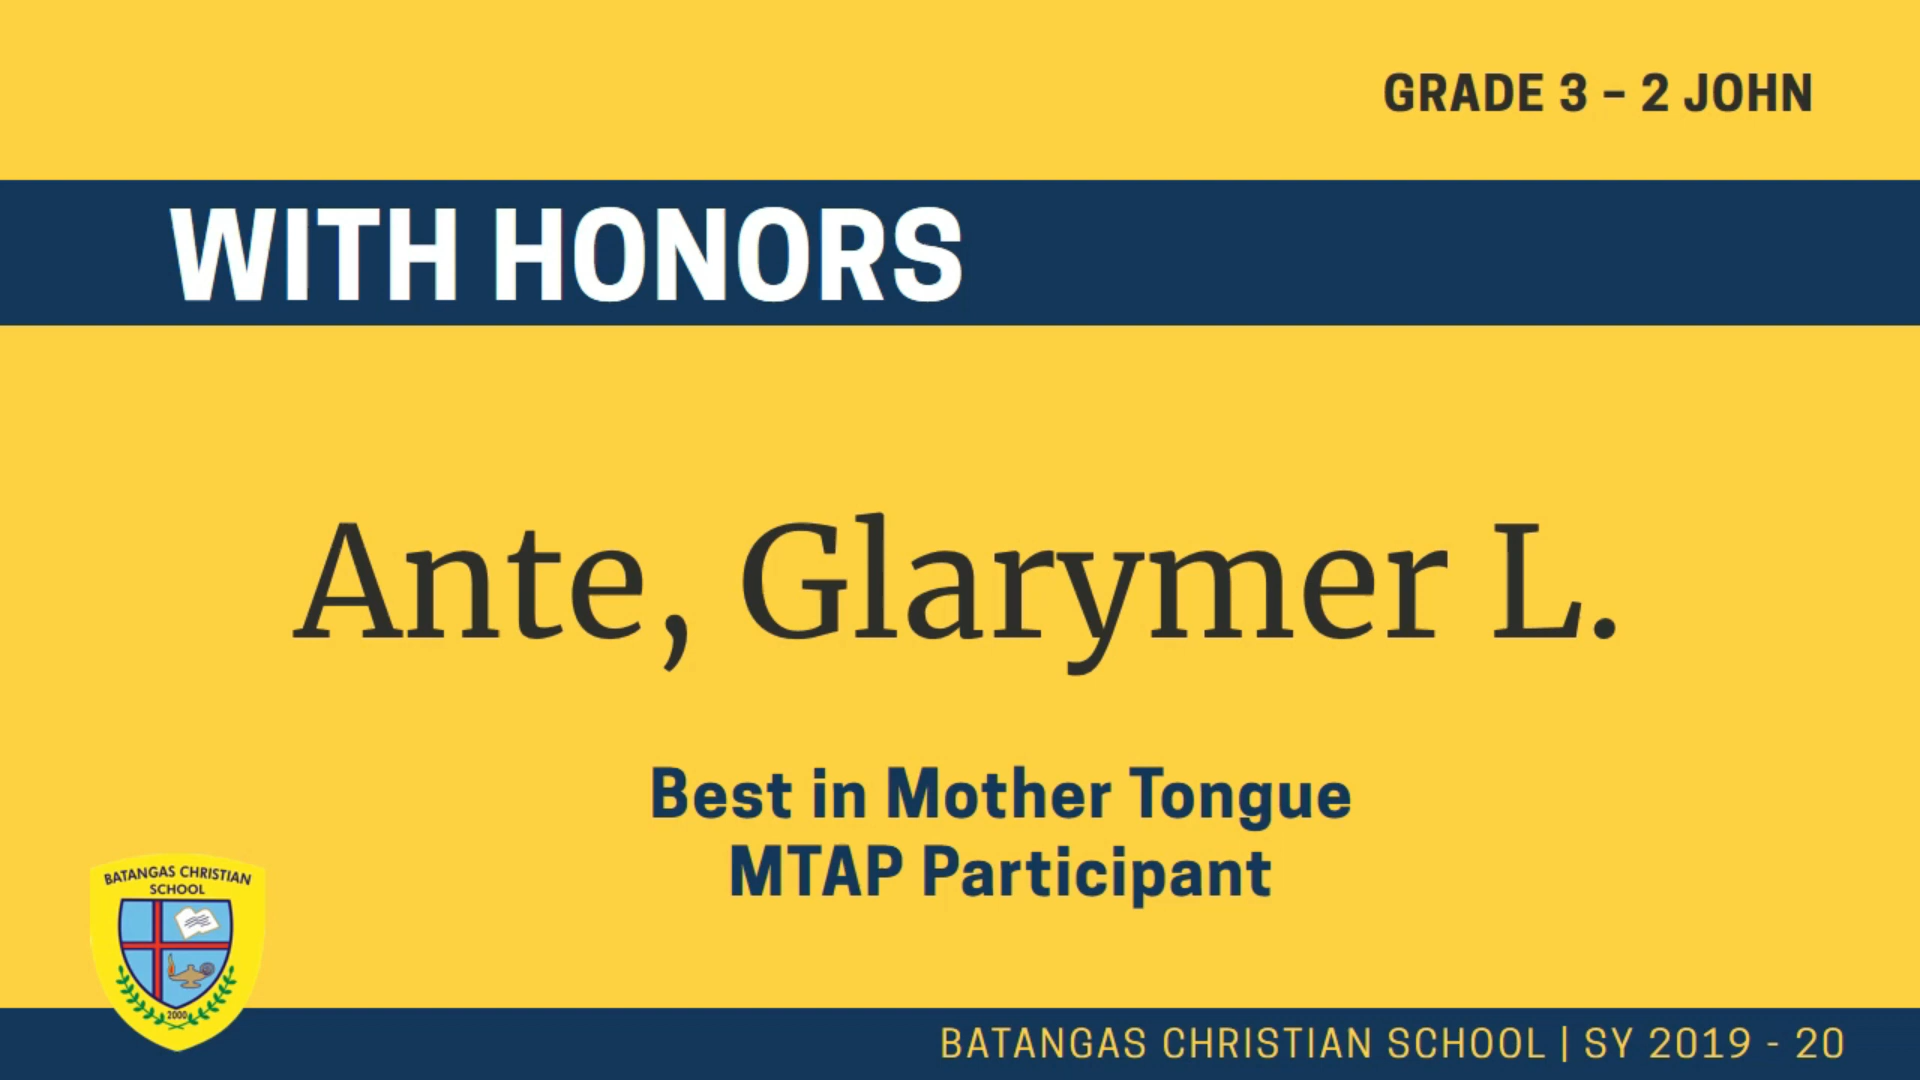 GRADE 3 – 2 JOHN
WITH HONORS
Ante, Glarymer L.
Best in Mother Tongue
MTAP Participant
BATANGAS CHRISTIAN
SCHOOL
2000
BATANGAS CHRISTIAN SCHOOL | SY 2019 - 20